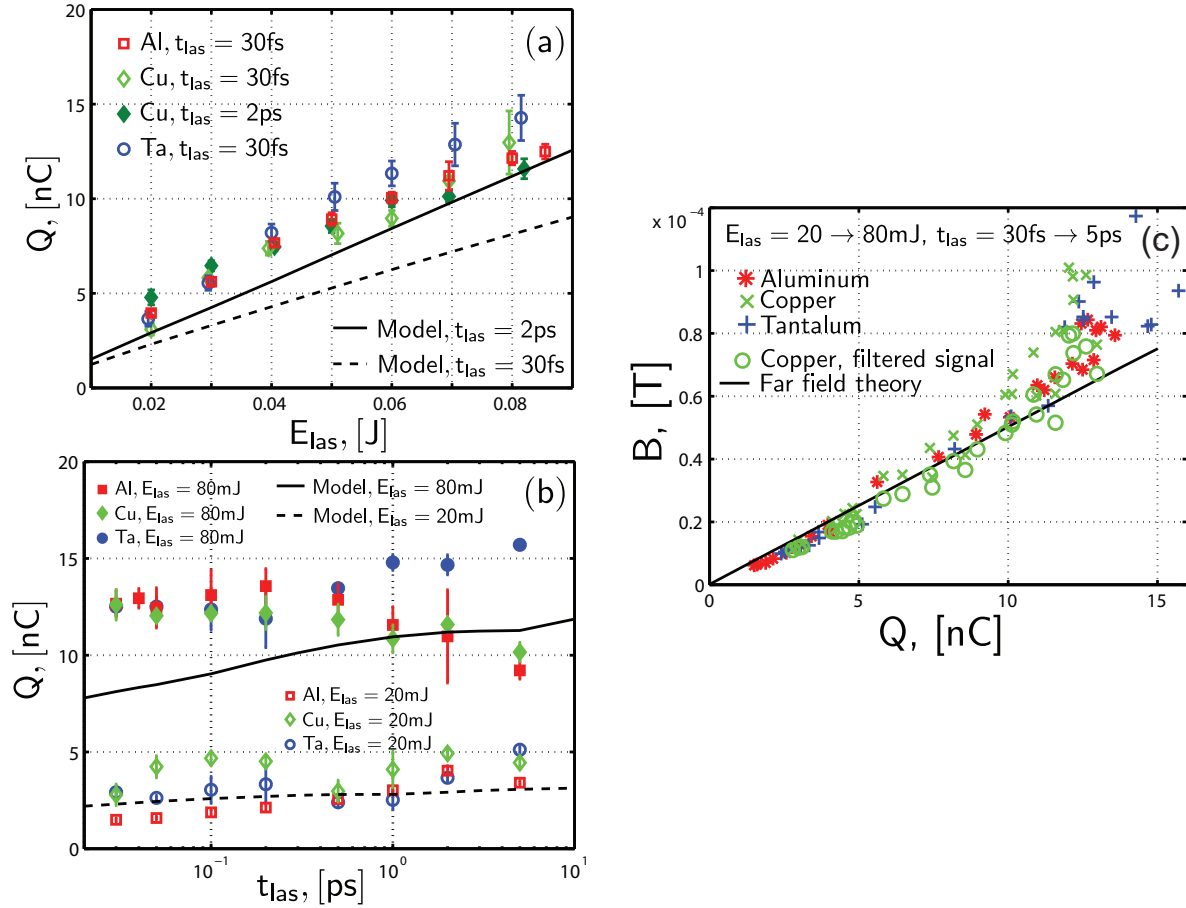 20
15
10
5
0
Q, [nC]
(a)
Al, t_las = 30fs
Cu, t_las = 30fs
Cu, t_las = 2ps
Ta, t_las = 30fs
Model, t_las = 2ps
Model, t_las = 30fs
0.02 0.04 0.06 0.08
E_las, [J]
20
15
10
5
0
Q, [nC]
(b)
Al, E_las = 80mJ
Cu, E_las = 80mJ
Ta, E_las = 80mJ
Model, E_las = 80mJ
Model, E_las = 20mJ
Al, E_las = 20mJ
Cu, E_las = 20mJ
Ta, E_las = 20mJ
10^-1 10^0 10^1
t_las, [ps]
x 10^-4
1
0.8
0.6
0.4
0.2
0
B, [T]
E_las = 20 → 80mJ, t_las = 30fs → 5ps
(c)
Aluminum
Copper
Tantalum
Copper, filtered signal
Far field theory
0 5 10 15
Q, [nC]